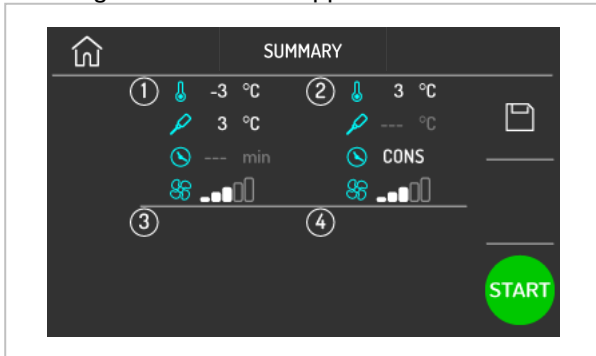 SUMMARY
1 -3 °C 2 3 °C
3 °C --- °C
--- min CONS
3 4
START